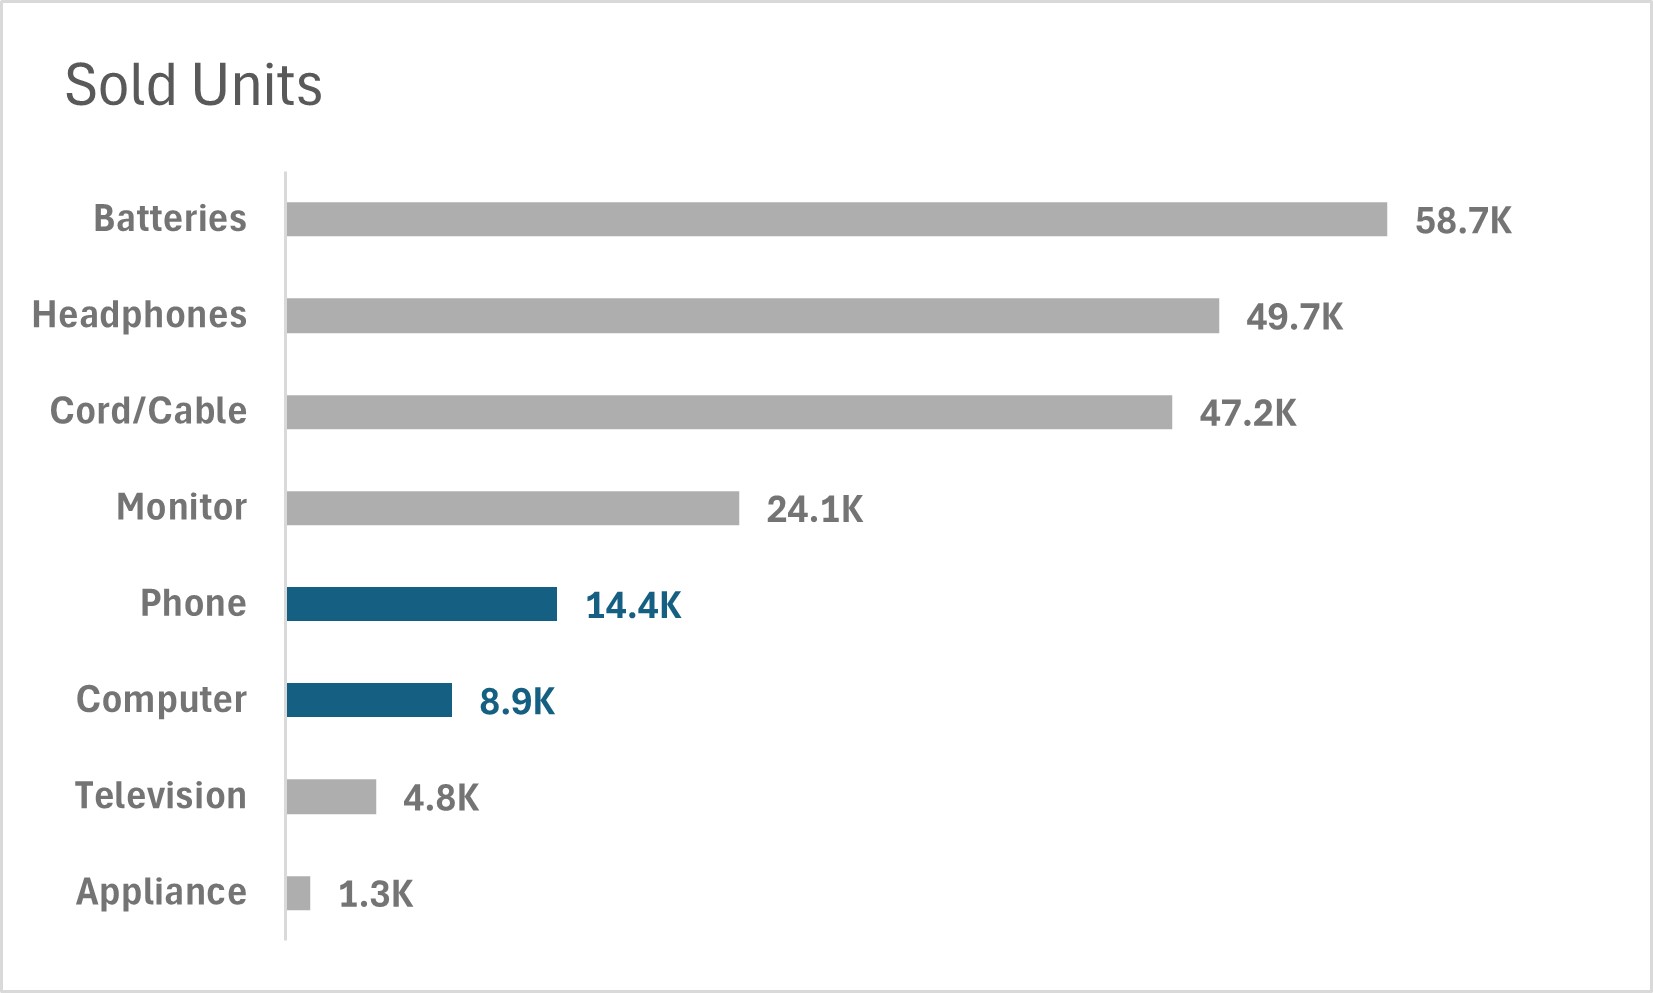 Sold Units
Batteries 58.7K
Headphones 49.7K
Cord/Cable 47.2K
Monitor 24.1K
Phone 14.4K
Computer 8.9K
Television 4.8K
Appliance 1.3K